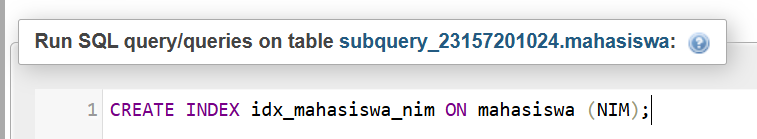 Run SQL query/queries on table subquery_23157201024.mahasiswa:
1 CREATE INDEX idx_mahasiswa_nim ON mahasiswa (NIM);